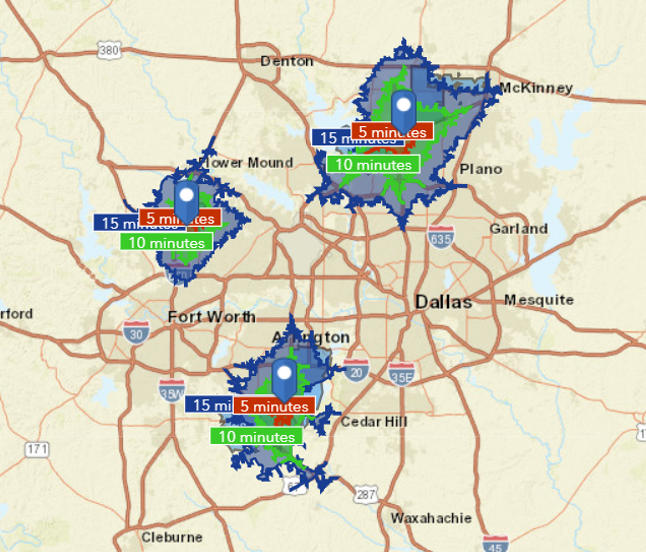 380
Denton
McKinney
5 minutes
15 minutes
10 minutes
Flower Mound
Plano
5 minutes
15 minutes
10 minutes
Garland
635
Dallas
Mesquite
rford
Fort Worth
30
Arlington
20
35E
35W
15 mi
5 minutes
Cedar Hill
10 minutes
171
287
Waxahachie
Cleburne
45